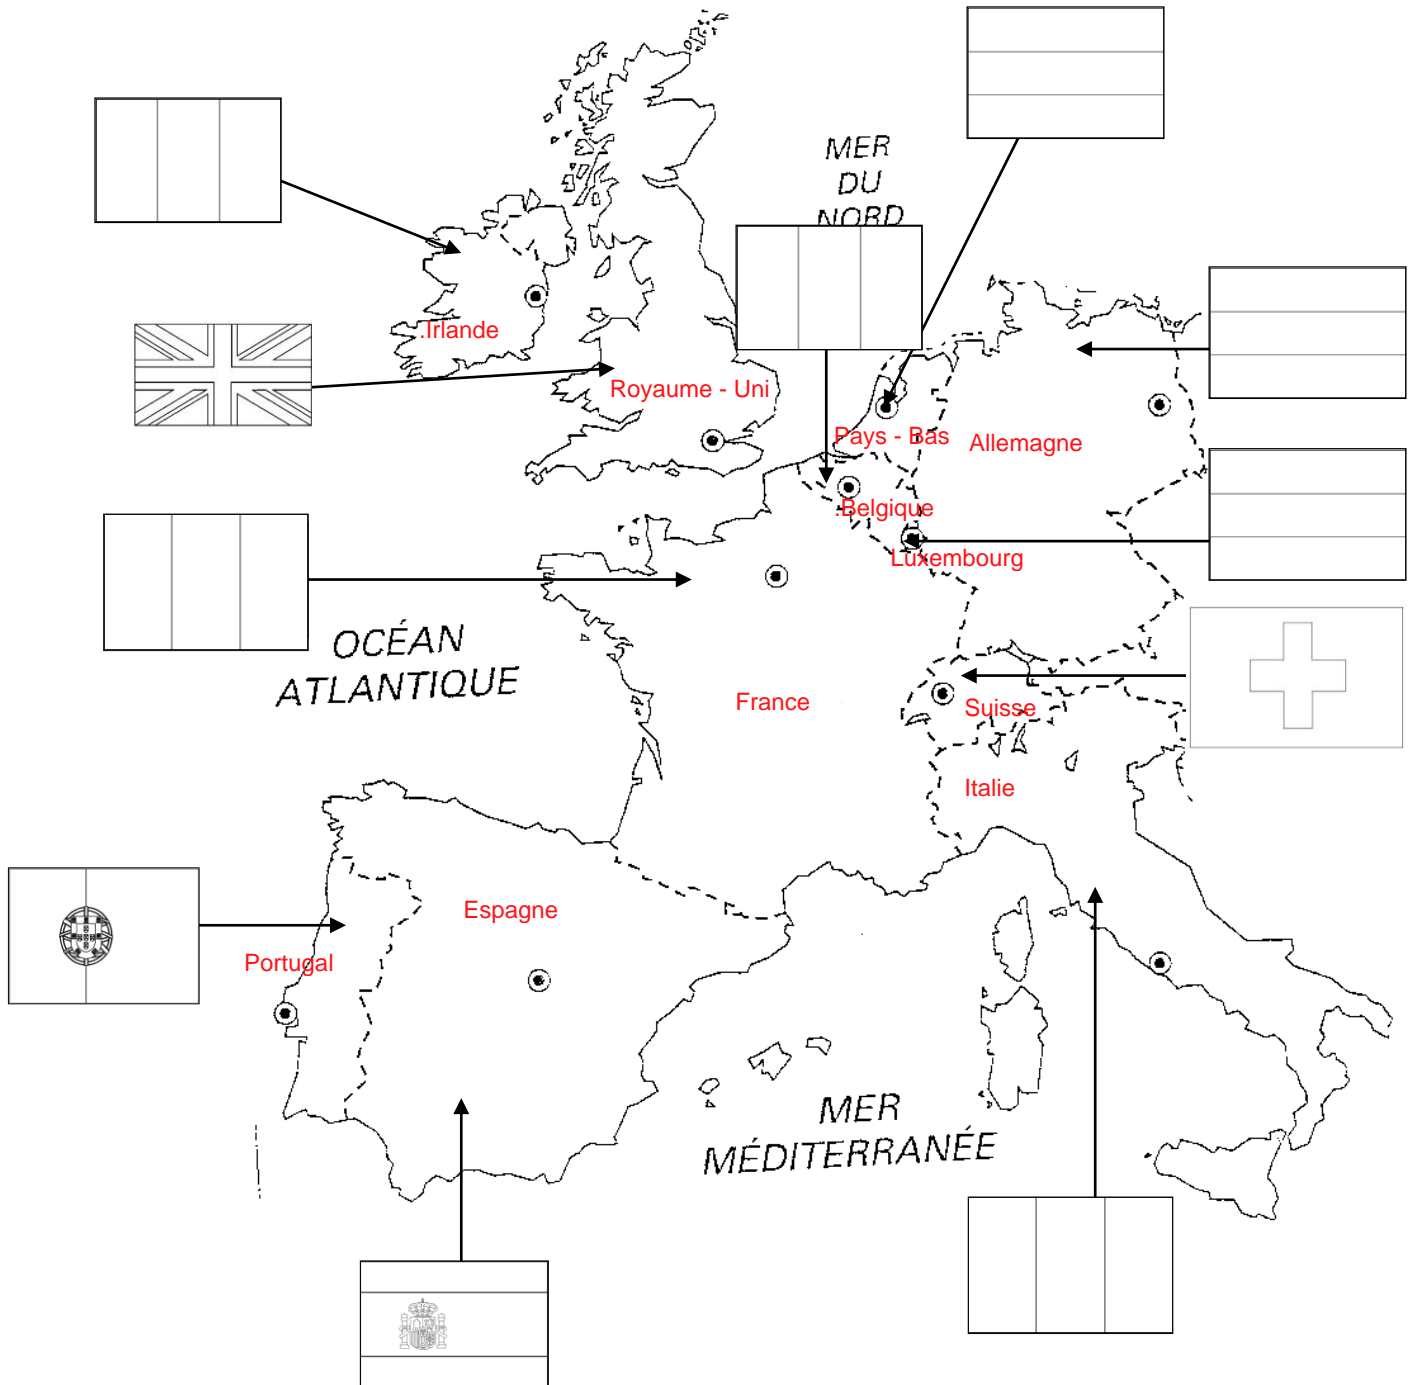 MER
DU
NORD
.Irlande
Royaume - Uni
Pays - Bas
Allemagne
.Belgique
Luxembourg
OCÉAN
ATLANTIQUE
France
Suisse
Italie
Espagne
Portugal
MER
MÉDITERRANÉE